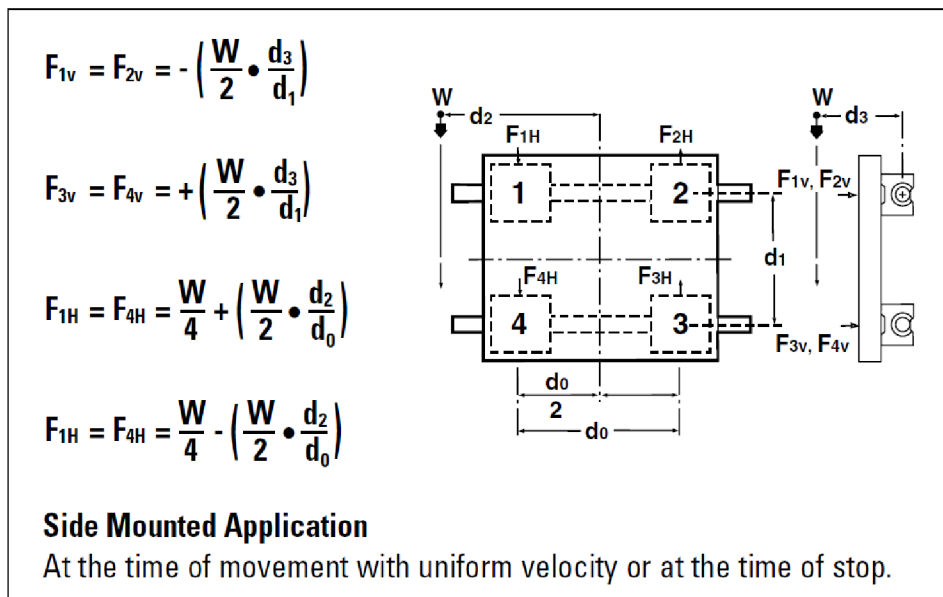 F1v = F2v = - ( W/2 • d3/d1 )
F3v = F4v = + ( W/2 • d3/d1 )
F1H = F4H = W/4 + ( W/2 • d2/d0 )
F1H = F4H = W/4 - ( W/2 • d2/d0 )
W
d2
F1H
F2H
1
2
F4H
F3H
4
3
d1
d0
2
d0
W
d3
F1v, F2v
F3v, F4v
Side Mounted Application
At the time of movement with uniform velocity or at the time of stop.